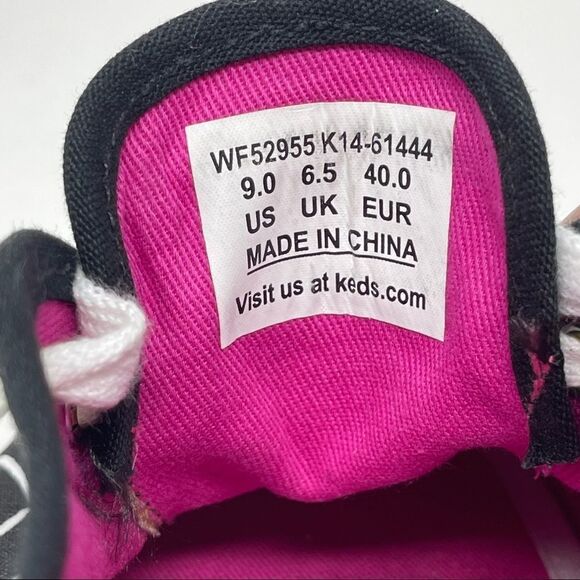 WF52955 K14-61444
9.0 6.5 40.0
US UK EUR
MADE IN CHINA
Visit us at keds.com